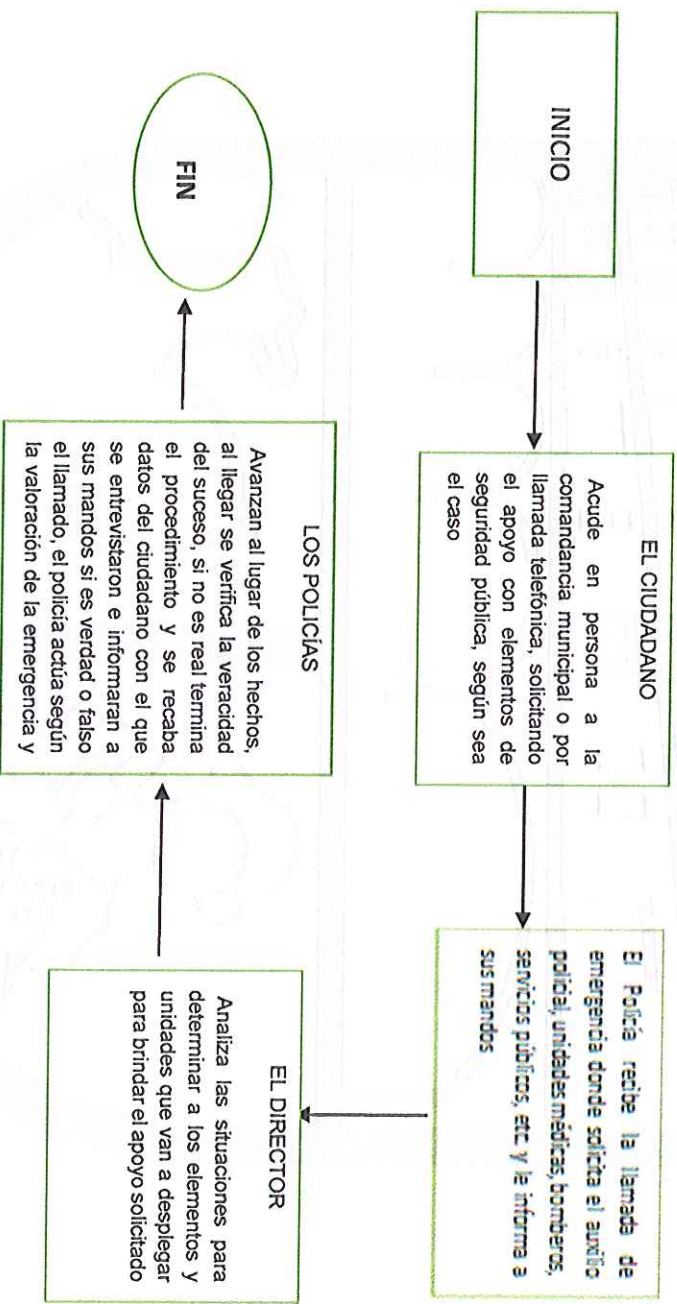 INICIO
EL CIUDADANO
Acude en persona a la
comandancia municipal o por
llamada telefónica, solicitando
el apoyo con elementos de
seguridad pública, según sea
el caso
El Policía recibe la llamada de
emergencia donde solicita el auxilio
policial, unidades médicas, bomberos,
servicios públicos, etc. y le informa a
sus mandos
EL DIRECTOR
Analiza las situaciones para
determinar a los elementos y
unidades que van a desplegar
para brindar el apoyo solicitado
LOS POLICÍAS
Avanzan al lugar de los hechos,
al llegar se verifica la veracidad
del suceso, si no es real termina
el procedimiento y se recaba
datos del ciudadano con el que
se entrevistaron e informaran a
sus mandos si es verdad o falso
el llamado, el policía actúa según
la valoración de la emergencia y
FIN